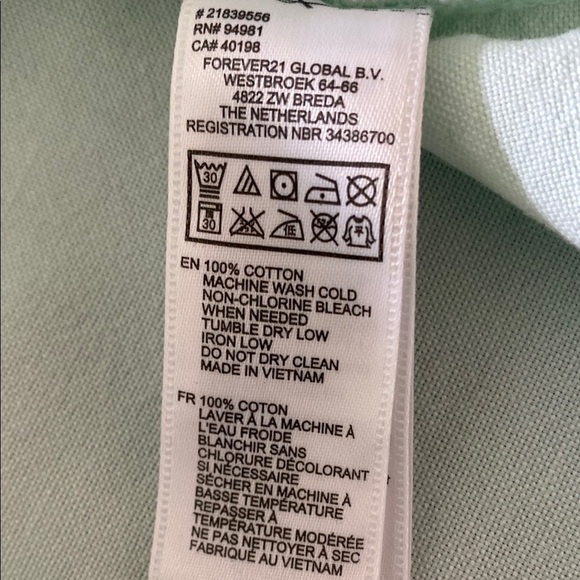 # 21839556
RN# 94981
CA# 40198
FOREVER21 GLOBAL B.V.
WESTBROEK 64-66
4822 ZW BREDA
THE NETHERLANDS
REGISTRATION NBR 34386700
30
30 低
EN 100% COTTON
MACHINE WASH COLD
NON-CHLORINE BLEACH
WHEN NEEDED
TUMBLE DRY LOW
IRON LOW
DO NOT DRY CLEAN
MADE IN VIETNAM
FR 100% COTON
LAVER À LA MACHINE À
L'EAU FROIDE
BLANCHIR SANS
CHLORURE DÉCOLORANT
SI NÉCESSAIRE
SÉCHER EN MACHINE À
BASSE TEMPÉRATURE
REPASSER À
TEMPÉRATURE MODÉRÉE
NE PAS NETTOYER À SEC
FABRIQUÉ AU VIETNAM